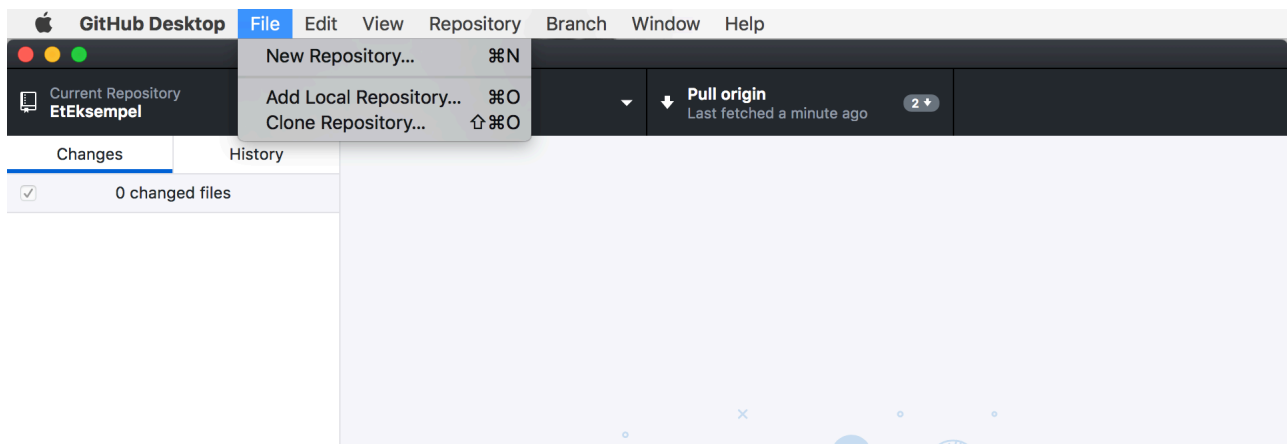 GitHub Desktop File Edit View Repository Branch Window Help
New Repository... ⌘N
Add Local Repository... ⌘O
Clone Repository... ⇧⌘O
Current Repository
EtEksempel
Pull origin
Last fetched a minute ago
2
Changes History
0 changed files